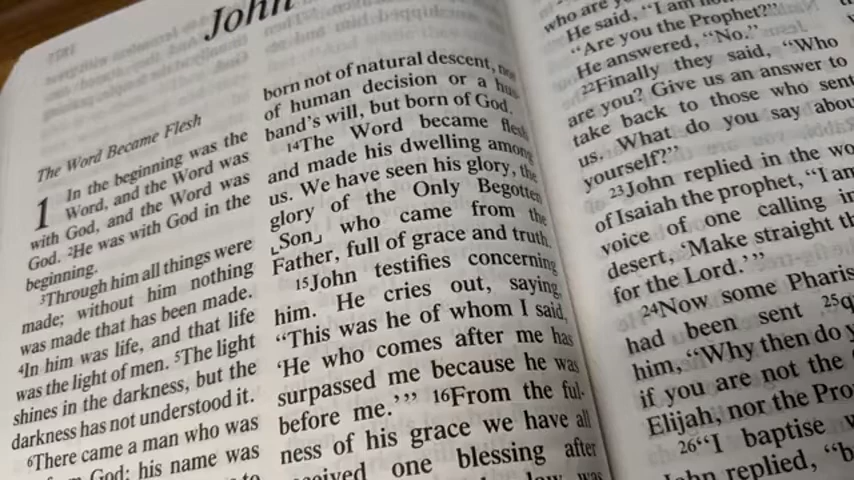 John
The Word Became Flesh
1 In the beginning was the
Word, and the Word was
with God, and the Word was
God. ²He was with God in the
beginning.
³Through him all things were
made; without him nothing
was made that has been made.
⁴In him was life, and that life
was the light of men. ⁵The light
shines in the darkness, but the
darkness has not understood it.
⁶There came a man who was
God; his name was
born not of natural descent,
of human decision or a hus-
band's will, but born of God.
¹⁴The Word became flesh
and made his dwelling among
us. We have seen his glory, the
glory of the Only Begotten
⌞Son⌟ who came from the
Father, full of grace and truth.
¹⁵John testifies concerning
him. He cries out, saying,
“This was he of whom I said,
‘He who comes after me has
surpassed me because he was
before me.’” ¹⁶From the ful-
ness of his grace we have all
one blessing after
was
who are
He said, “I am
“Are you the Prophet?”
He answered, “No.”
²²Finally they said, “Who
are you? Give us an answer to
take back to those who sent
us. What do you say about
yourself?”
²³John replied in the
of Isaiah the prophet, “I am
voice of one calling in
desert, ‘Make straight
for the Lord.’”
²⁴Now some
had been sent
him, “Why then do
if you are not the
Elijah, nor the
²⁶“I baptise
John replied,